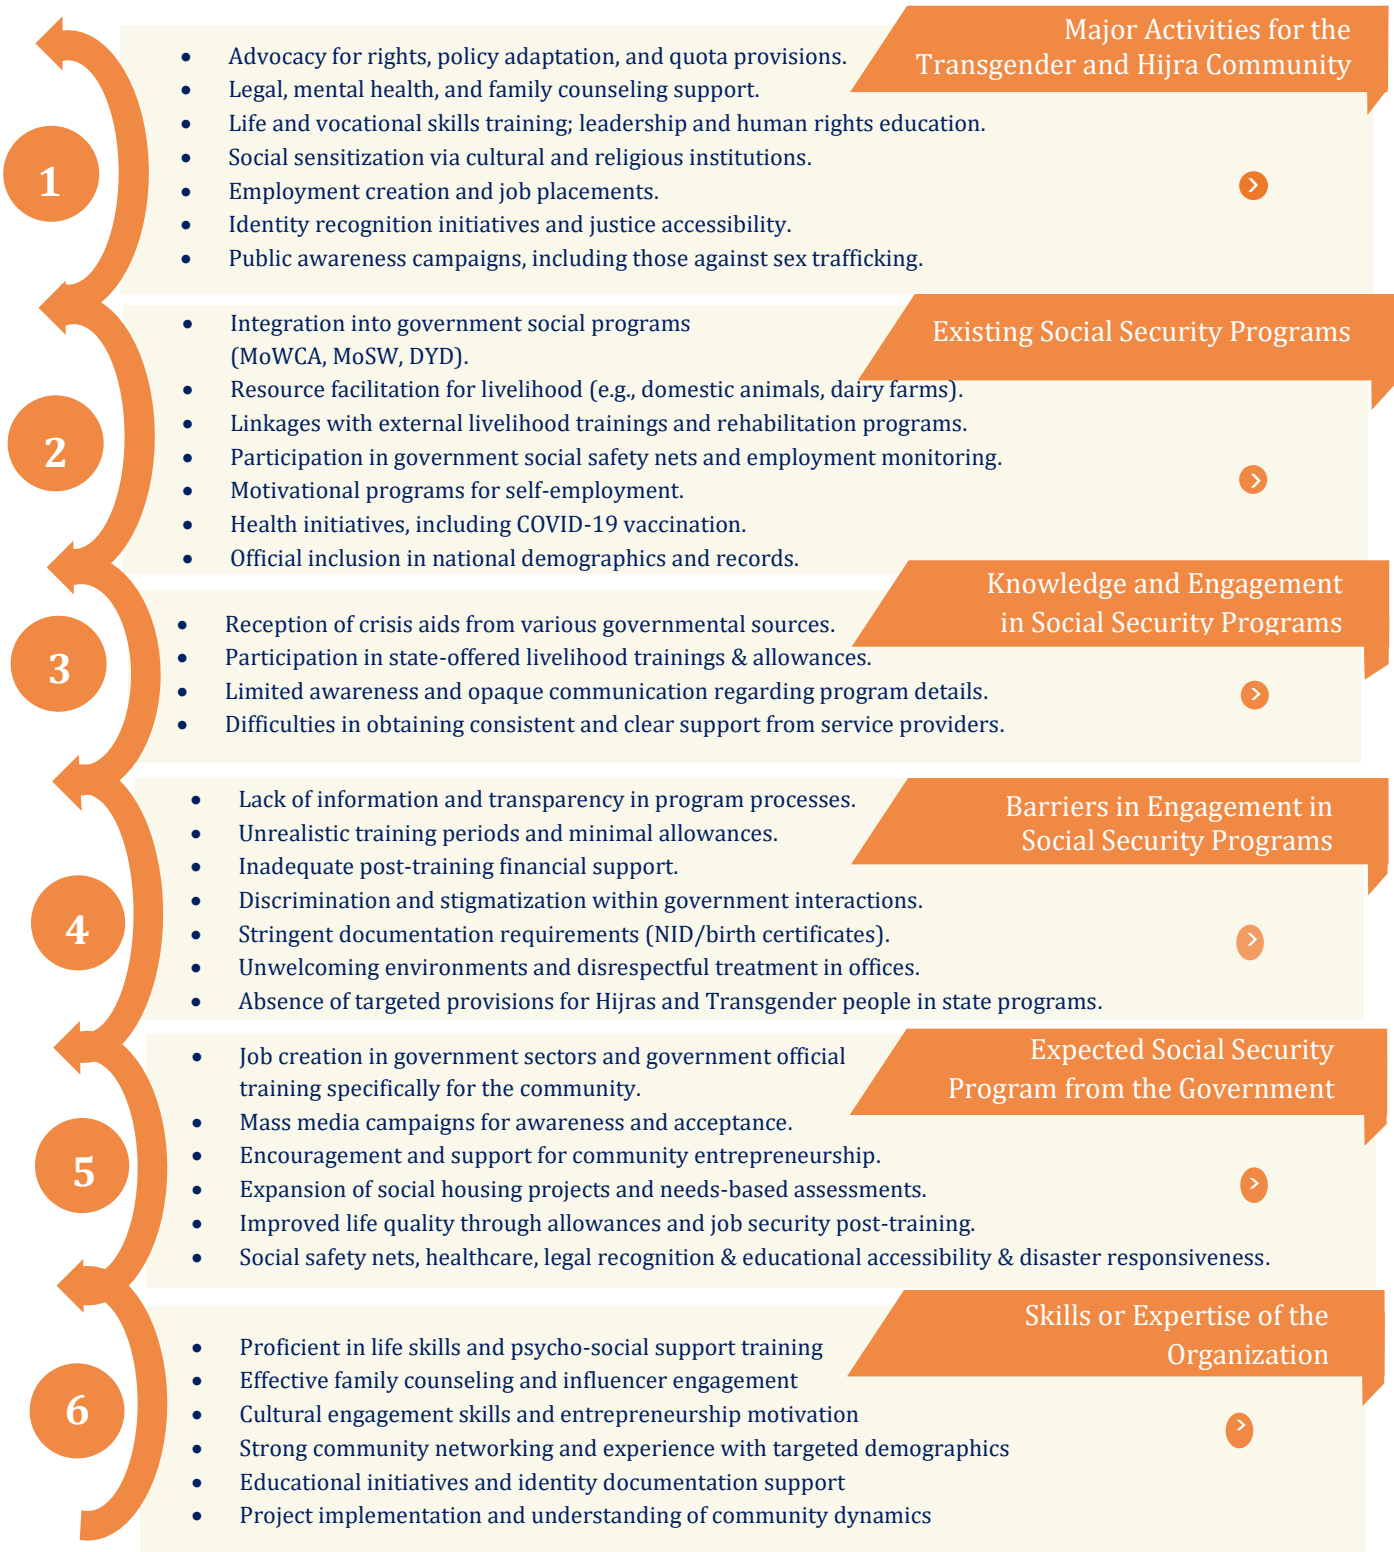 Major Activities for the
Transgender and Hijra Community
1
• Advocacy for rights, policy adaptation, and quota provisions.
• Legal, mental health, and family counseling support.
• Life and vocational skills training; leadership and human rights education.
• Social sensitization via cultural and religious institutions.
• Employment creation and job placements.
• Identity recognition initiatives and justice accessibility.
• Public awareness campaigns, including those against sex trafficking.
Existing Social Security Programs
2
• Integration into government social programs
(MoWCA, MoSW, DYD).
• Resource facilitation for livelihood (e.g., domestic animals, dairy farms).
• Linkages with external livelihood trainings and rehabilitation programs.
• Participation in government social safety nets and employment monitoring.
• Motivational programs for self-employment.
• Health initiatives, including COVID-19 vaccination.
• Official inclusion in national demographics and records.
Knowledge and Engagement
in Social Security Programs
3
• Reception of crisis aids from various governmental sources.
• Participation in state-offered livelihood trainings & allowances.
• Limited awareness and opaque communication regarding program details.
• Difficulties in obtaining consistent and clear support from service providers.
Barriers in Engagement in
Social Security Programs
4
• Lack of information and transparency in program processes.
• Unrealistic training periods and minimal allowances.
• Inadequate post-training financial support.
• Discrimination and stigmatization within government interactions.
• Stringent documentation requirements (NID/birth certificates).
• Unwelcoming environments and disrespectful treatment in offices.
• Absence of targeted provisions for Hijras and Transgender people in state programs.
Expected Social Security
Program from the Government
5
• Job creation in government sectors and government official
training specifically for the community.
• Mass media campaigns for awareness and acceptance.
• Encouragement and support for community entrepreneurship.
• Expansion of social housing projects and needs-based assessments.
• Improved life quality through allowances and job security post-training.
• Social safety nets, healthcare, legal recognition & educational accessibility & disaster responsiveness.
Skills or Expertise of the
Organization
6
• Proficient in life skills and psycho-social support training
• Effective family counseling and influencer engagement
• Cultural engagement skills and entrepreneurship motivation
• Strong community networking and experience with targeted demographics
• Educational initiatives and identity documentation support
• Project implementation and understanding of community dynamics